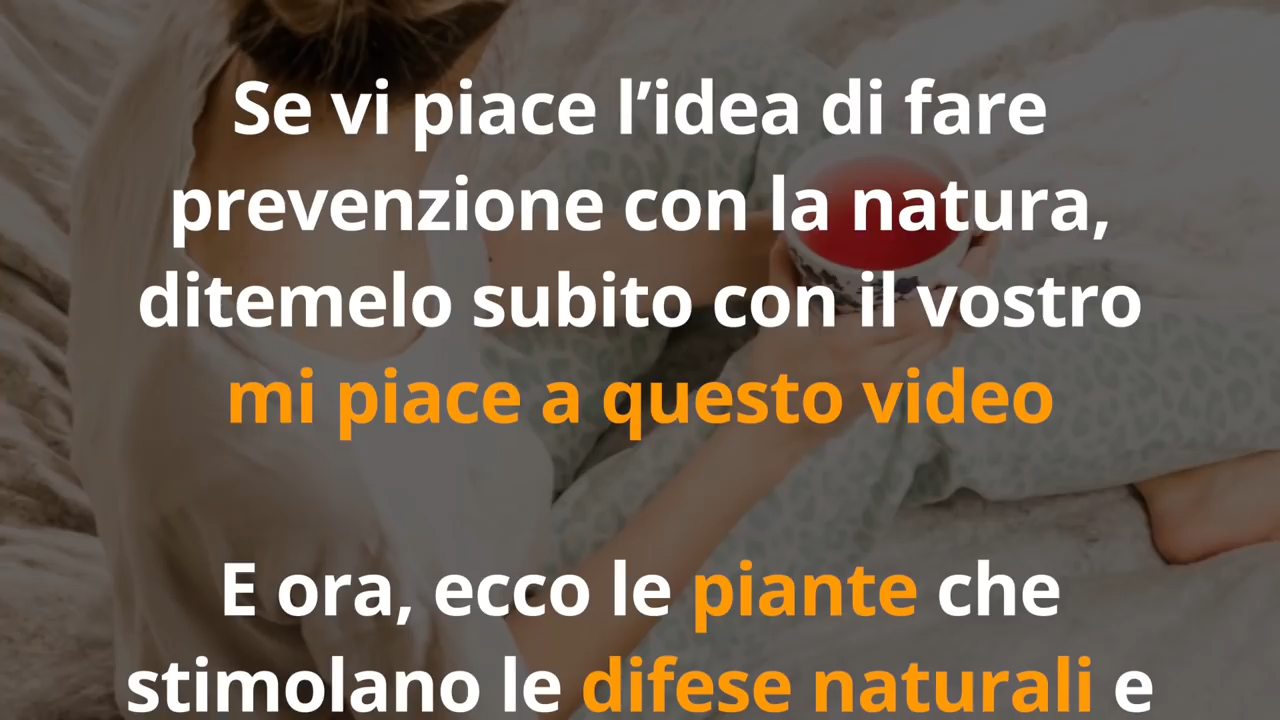 Se vi piace l’idea di fare
prevenzione con la natura,
ditemelo subito con il vostro
mi piace a questo video
E ora, ecco le piante che
stimolano le difese naturali e